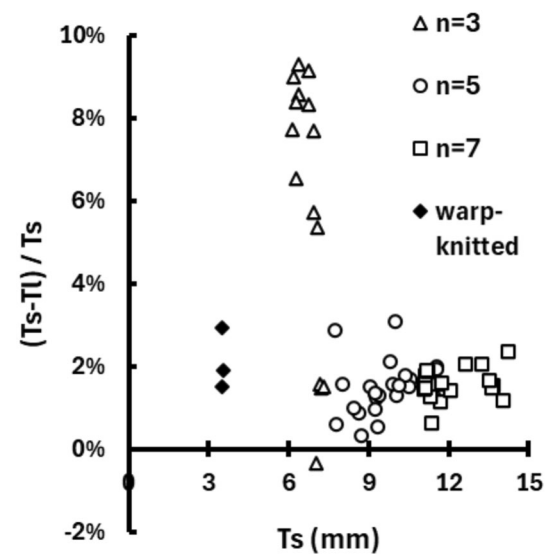 n=3
n=5
n=7
warp-
knitted
10%
8%
6%
4%
2%
0%
-2%
(Ts-Tl) / Ts
0
3
6
9
12
15
Ts (mm)